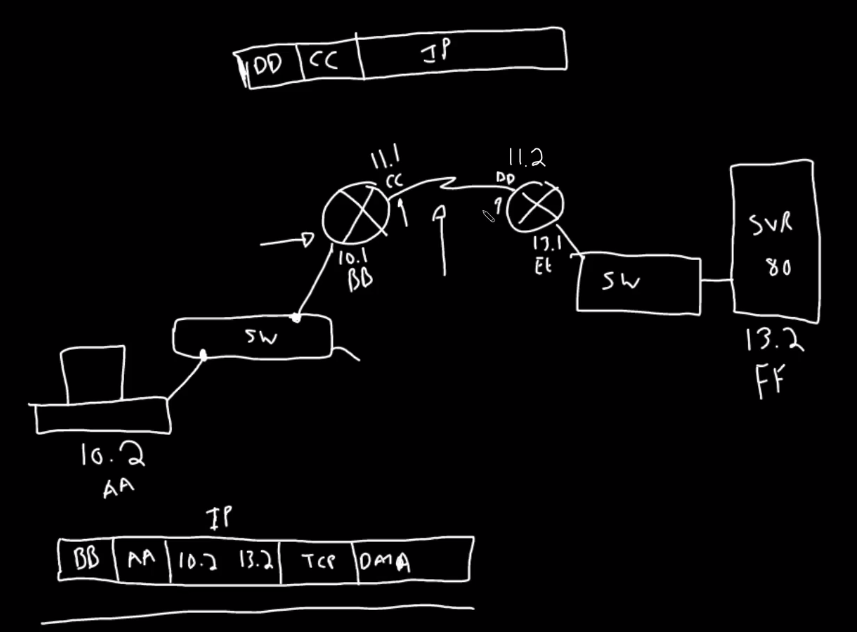 DD CC IP
11.1
11.2
CC
DD
10.1
BB
13.1
EE
SVR
80
SW
SW
13.2
FF
10.2
AA
IP
BB AA 10.2 13.2 TCP DATA